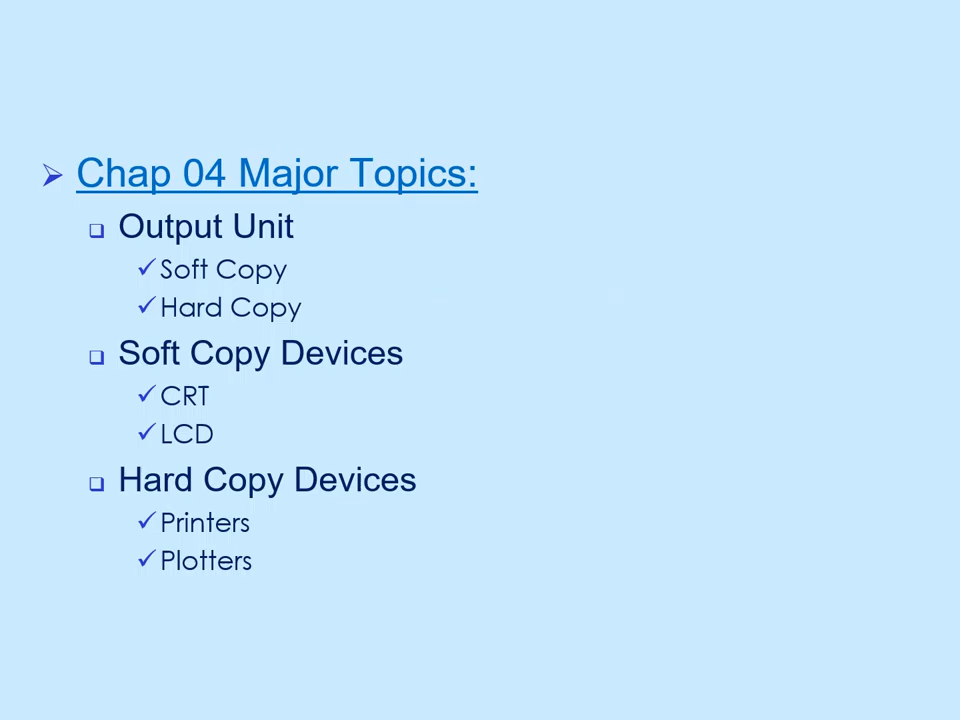 Chap 04 Major Topics:
Output Unit
Soft Copy
Hard Copy
Soft Copy Devices
CRT
LCD
Hard Copy Devices
Printers
Plotters